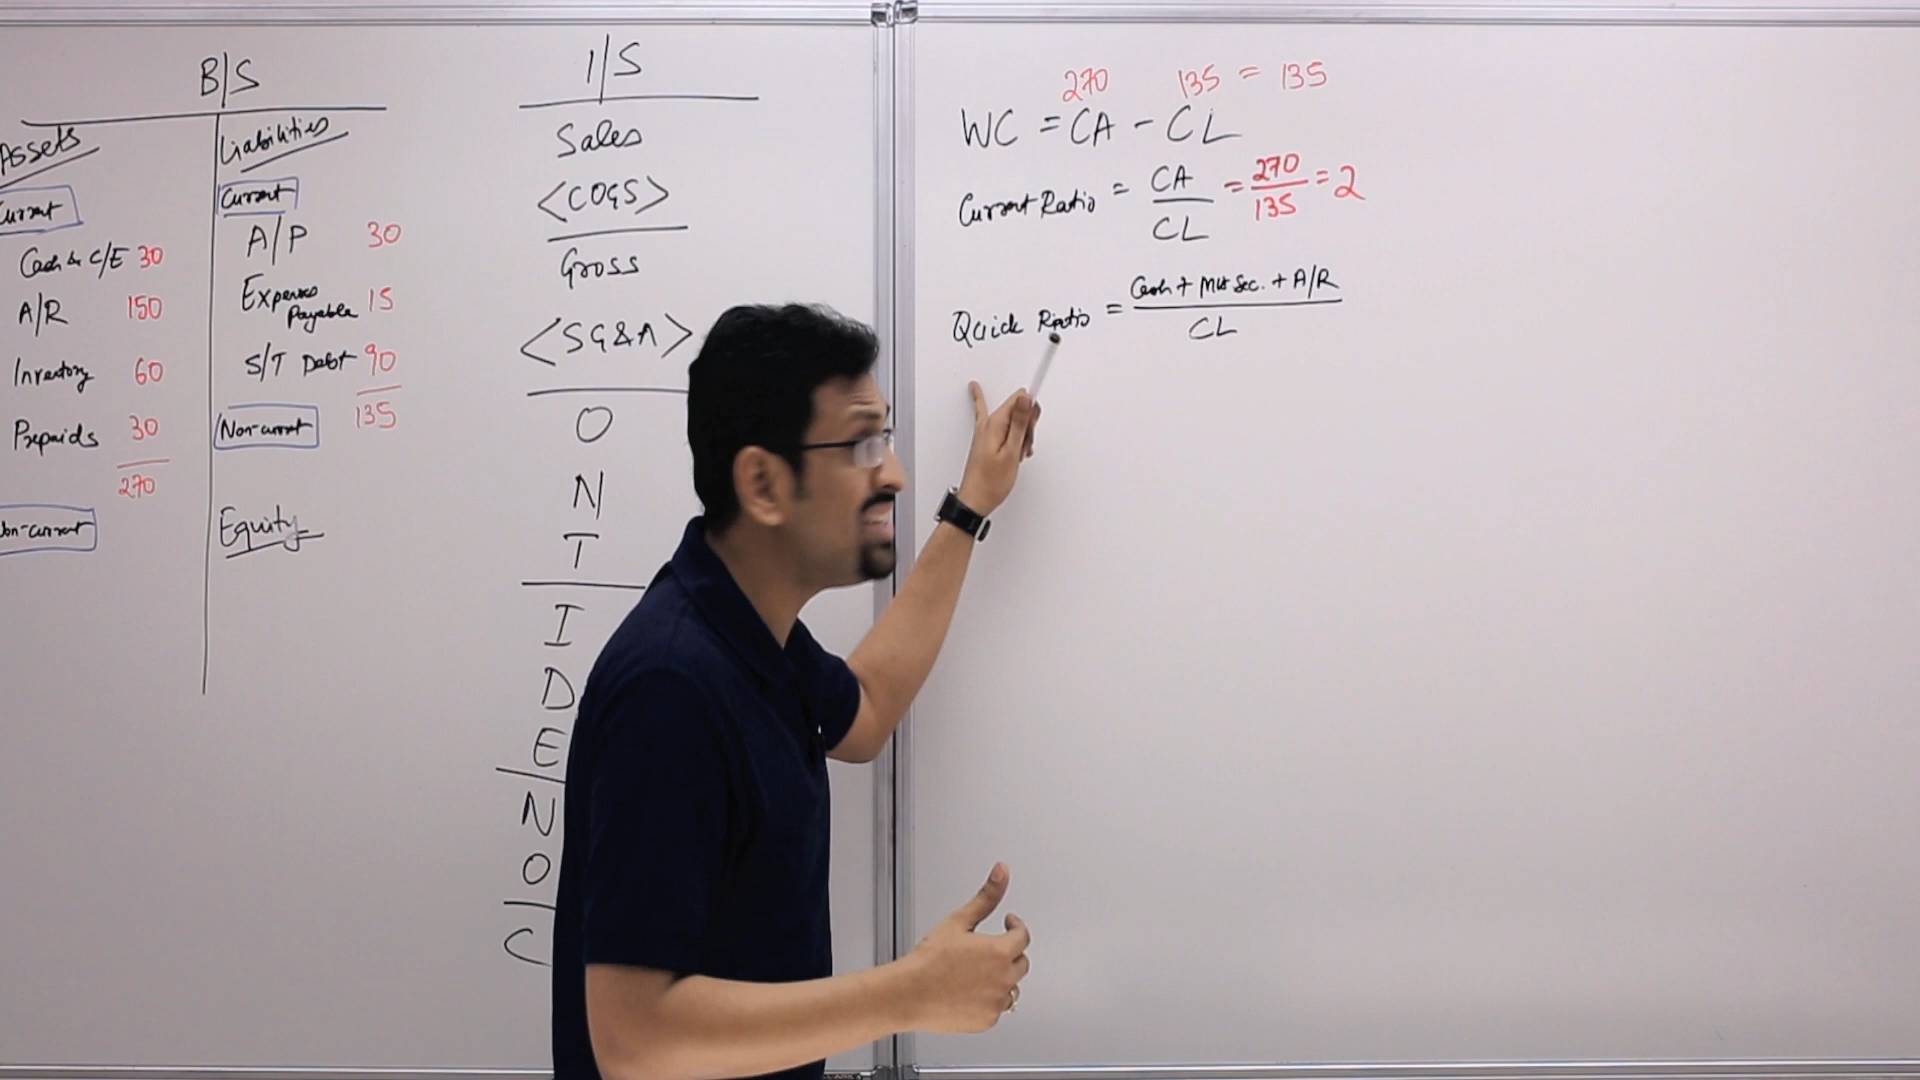 B/S
Assets
Current
Cash & C/E 30
A/R 150
Inventory 60
Prepaids 30
270
Non-current
Liabilities
Current
A/P 30
Expenses
Payable 15
S/T Debt 90
135
Non-current
Equity
I/S
Sales
<COGS>
Gross
<SG&A>
O
N
T
I
D
E
N
O
C
270 135 = 135
WC = CA - CL
Current Ratio = CA / CL = 270 / 135 = 2
Quick Ratio = Cash + Mkt Sec. + A/R / CL